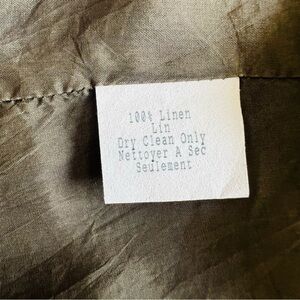 100% Linen
Lin
Dry Clean Only
Nettoyer A Sec
Seulement